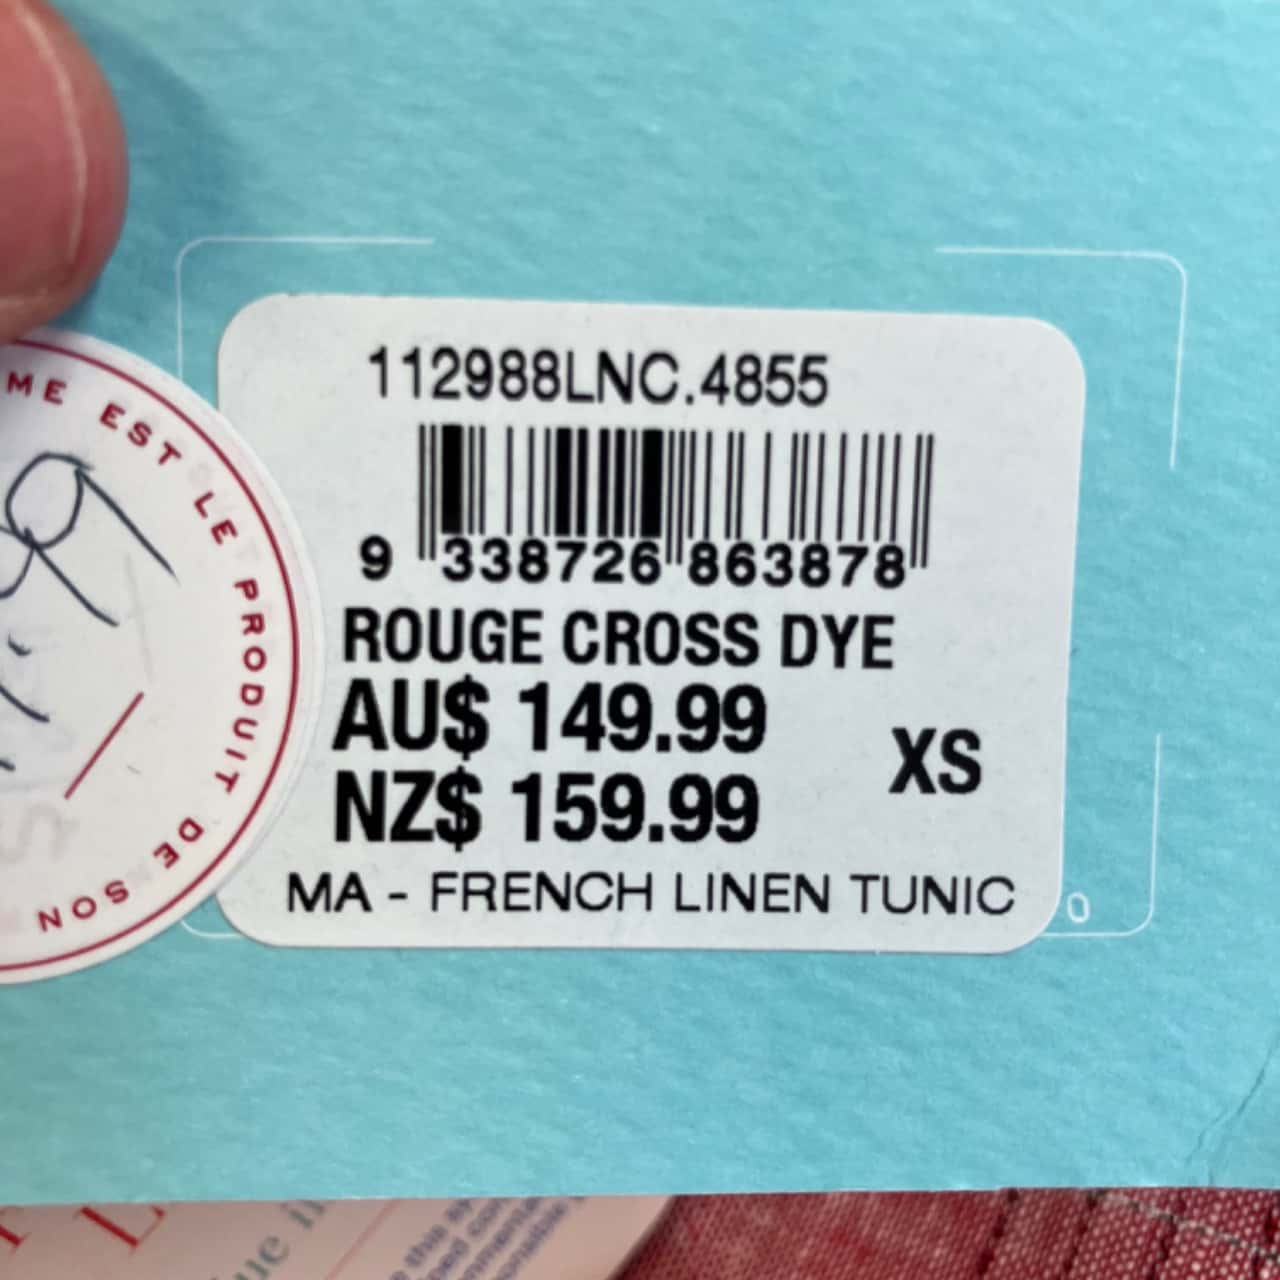 112988LNC.4855
9 338726 863878
ROUGE CROSS DYE
AU$ 149.99
XS
NZ$ 159.99
MA - FRENCH LINEN TUNIC
0
ME EST LE PRODUIT DE SON